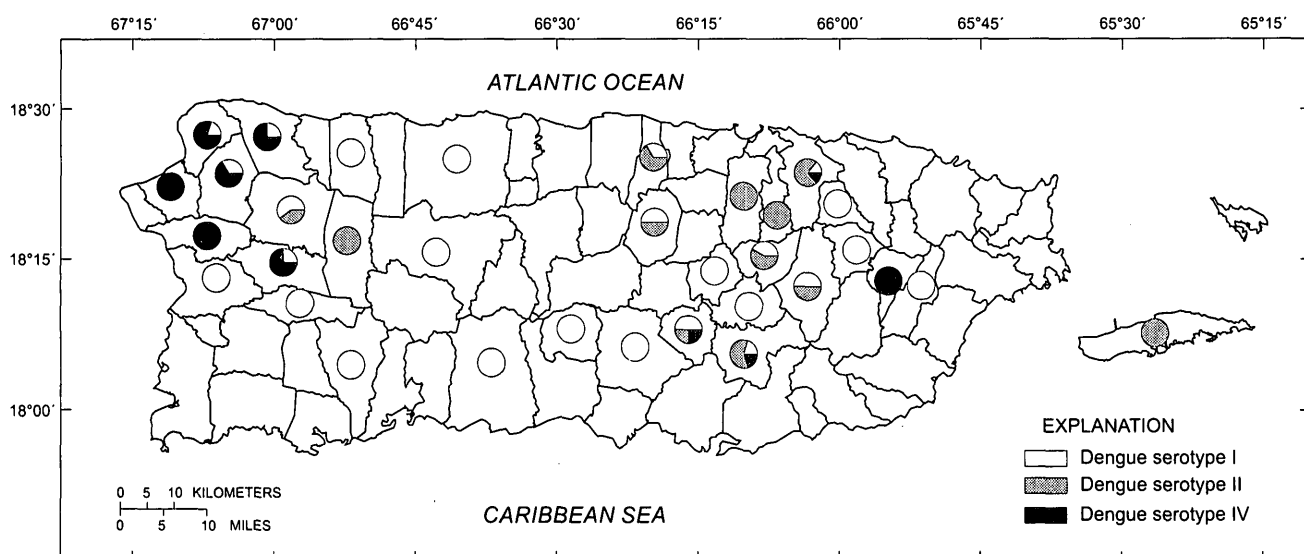 67°15′ 67°00′ 66°45′ 66°30′ 66°15′ 66°00′ 65°45′ 65°30′ 65°15′
ATLANTIC OCEAN
18°30′
18°15′
18°00′
EXPLANATION
Dengue serotype I
Dengue serotype II
Dengue serotype IV
0 5 10 KILOMETERS
0 5 10 MILES
CARIBBEAN SEA